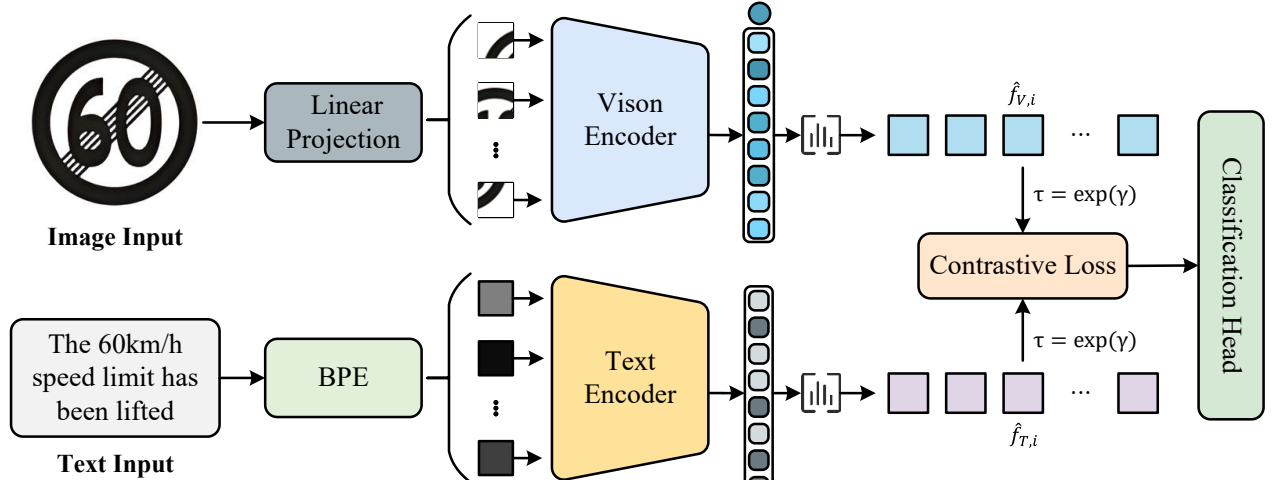 60
Linear
Projection
Vison
Encoder
Image Input
f̂V,i
...
τ = exp(γ)
Contrastive Loss
Classification Head
The 60km/h
speed limit has
been lifted
Text Input
BPE
Text
Encoder
τ = exp(γ)
...
f̂T,i